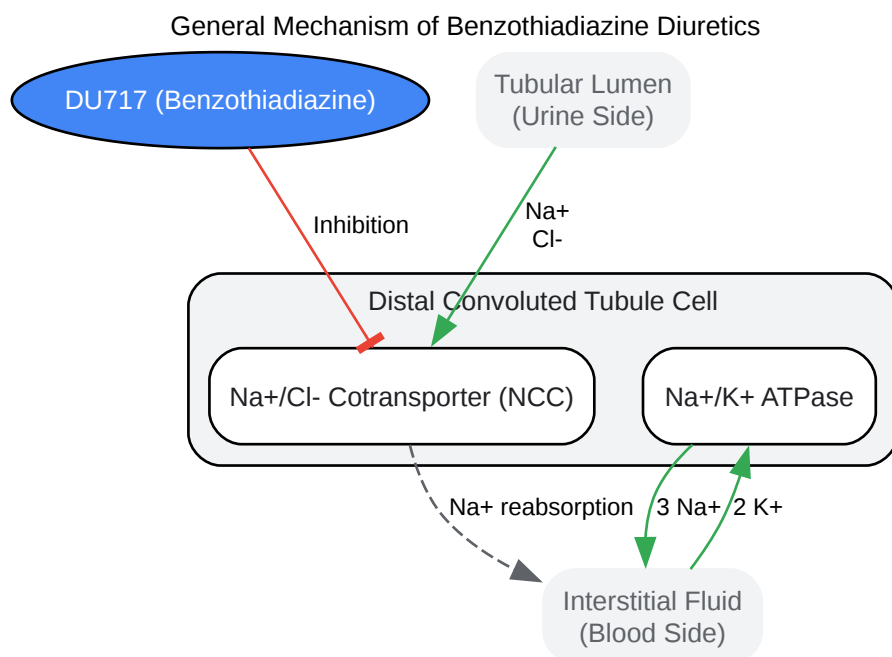 General Mechanism of Benzothiadiazine Diuretics
DU717 (Benzothiadiazine)
Tubular Lumen
(Urine Side)
Inhibition
Na+
Cl-
Distal Convoluted Tubule Cell
Na+/Cl- Cotransporter (NCC)
Na+/K+ ATPase
Na+ reabsorption
3 Na+
2 K+
Interstitial Fluid
(Blood Side)